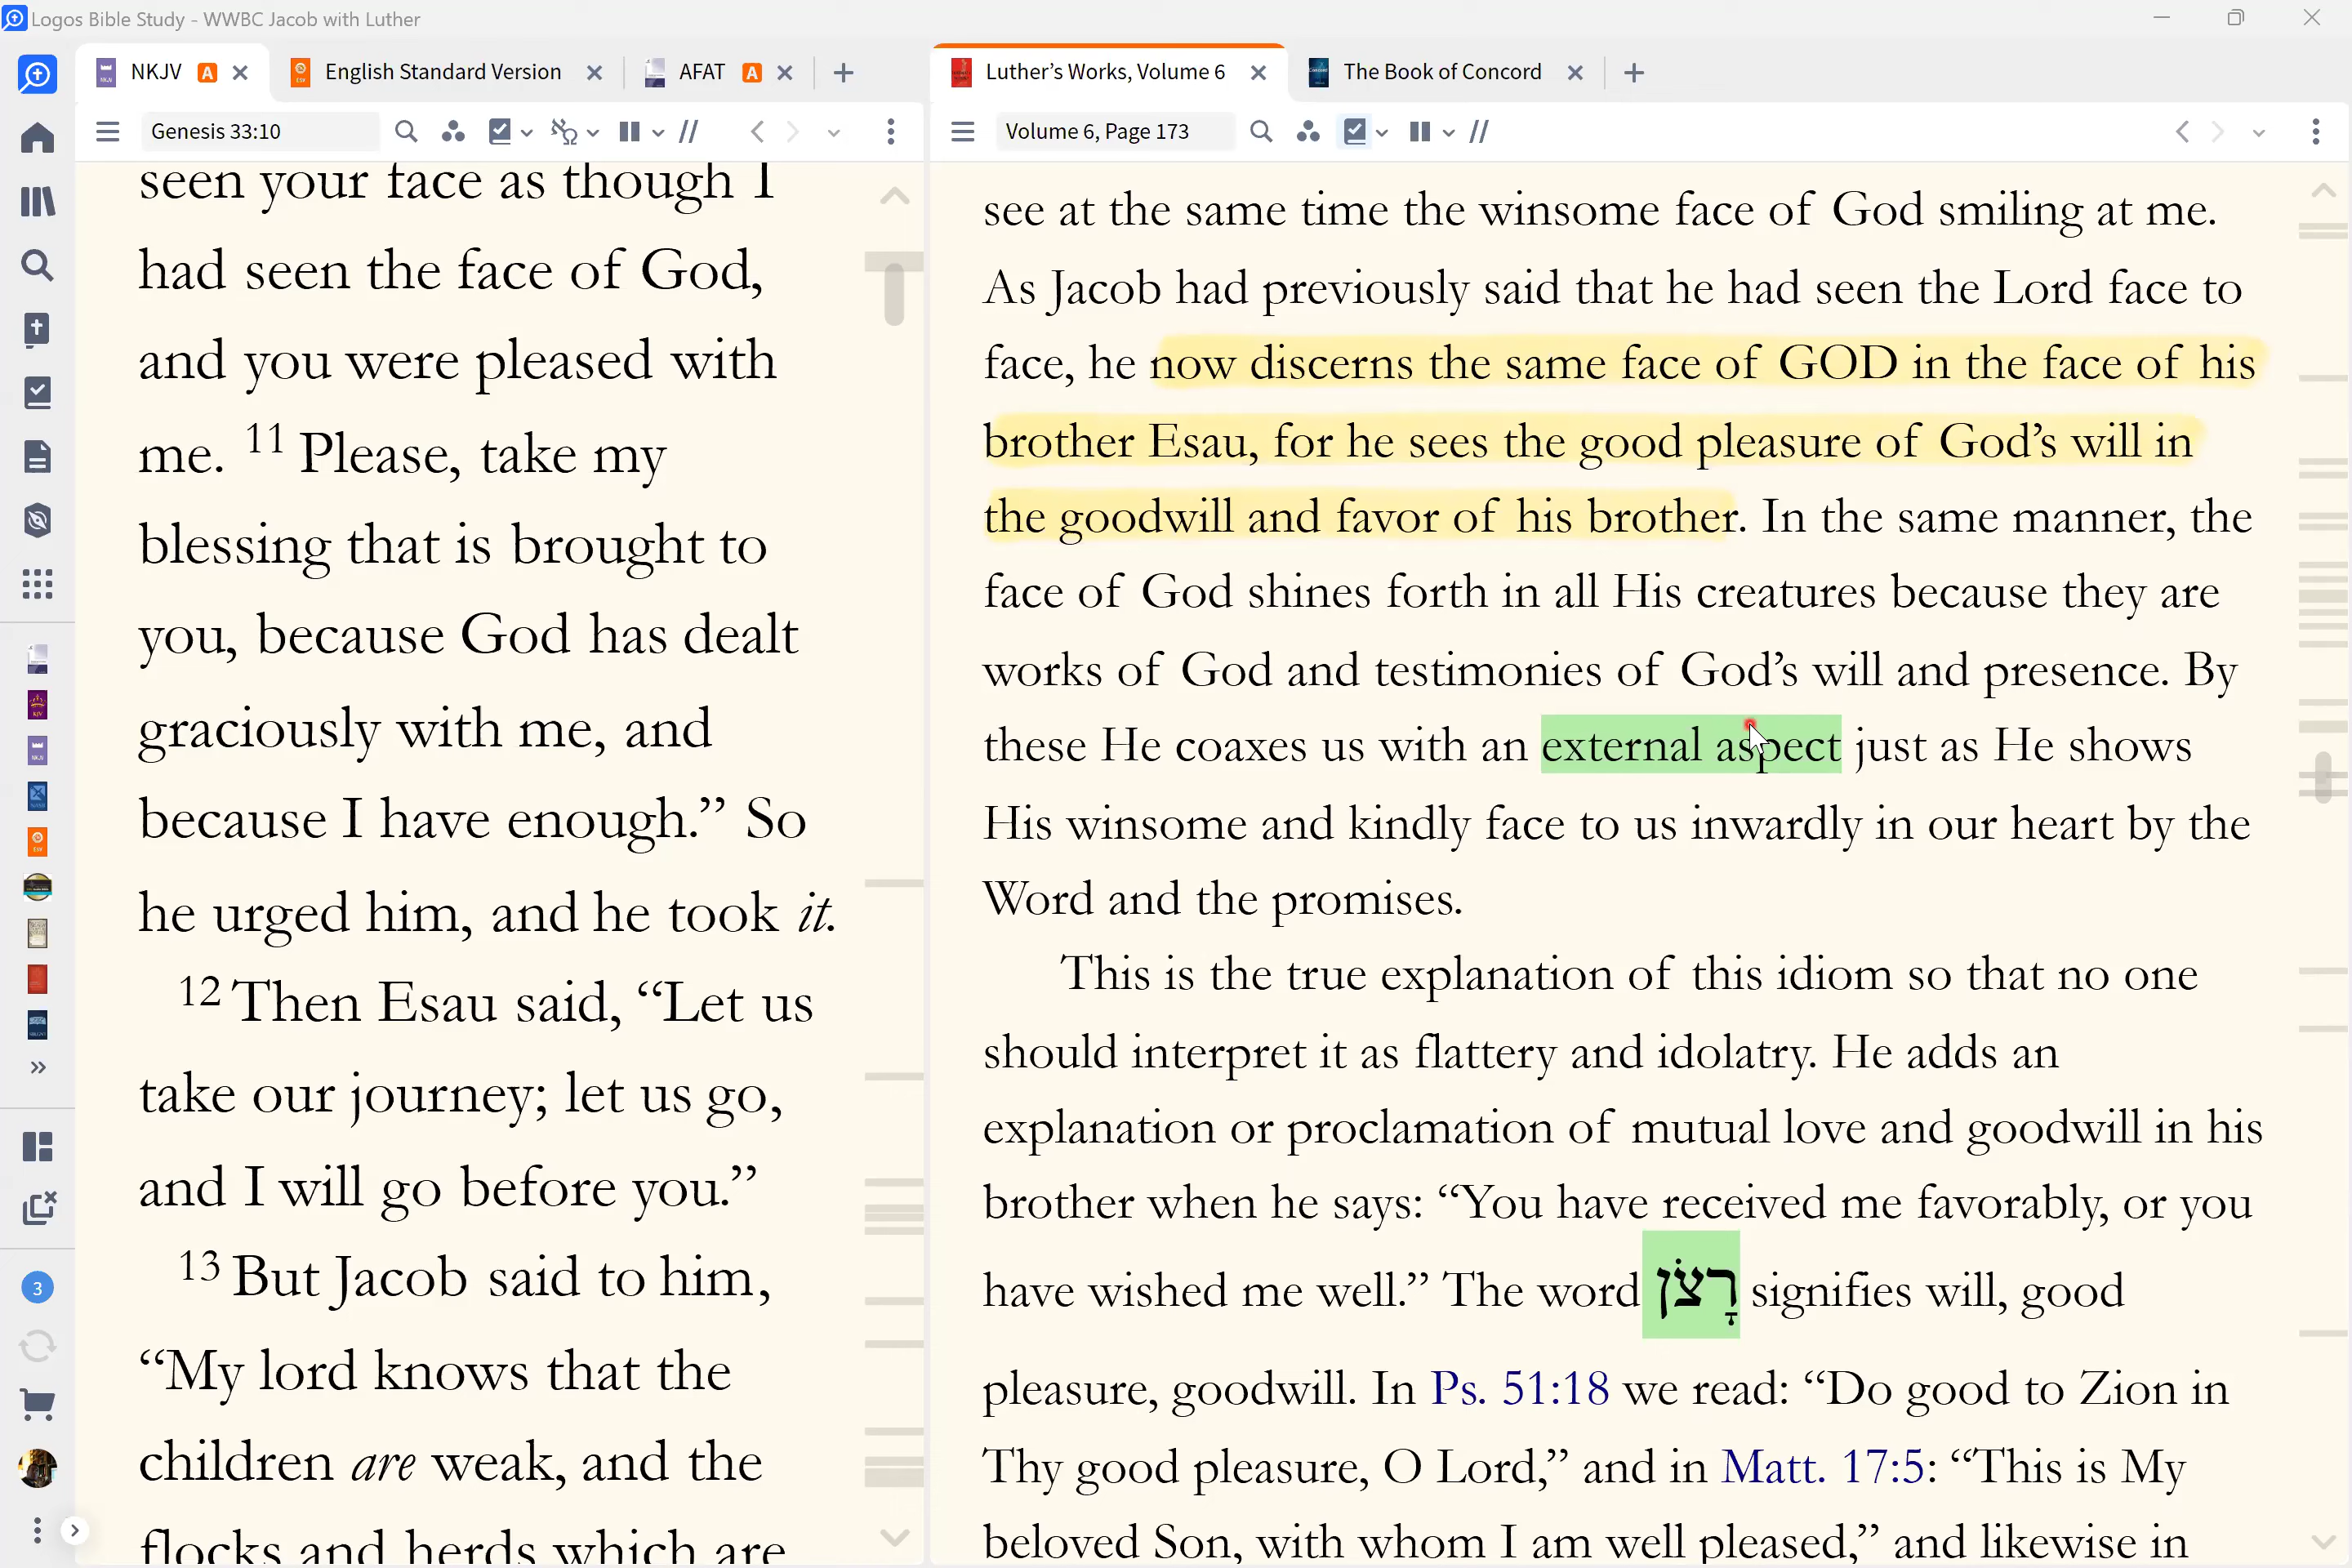 Logos Bible Study - WWBC Jacob with Luther
NKJV A
English Standard Version
AFAT A
Genesis 33:10
seen your face as though I
had seen the face of God,
and you were pleased with
me. 11 Please, take my
blessing that is brought to
you, because God has dealt
graciously with me, and
because I have enough.” So
he urged him, and he took it.
12 Then Esau said, “Let us
take our journey; let us go,
and I will go before you.”
13 But Jacob said to him,
“My lord knows that the
children are weak, and the
flocks and herds which are
Luther’s Works, Volume 6
The Book of Concord
Volume 6, Page 173
see at the same time the winsome face of God smiling at me.
As Jacob had previously said that he had seen the Lord face to
face, he now discerns the same face of GOD in the face of his
brother Esau, for he sees the good pleasure of God’s will in
the goodwill and favor of his brother. In the same manner, the
face of God shines forth in all His creatures because they are
works of God and testimonies of God’s will and presence. By
these He coaxes us with an external aspect just as He shows
His winsome and kindly face to us inwardly in our heart by the
Word and the promises.
This is the true explanation of this idiom so that no one
should interpret it as flattery and idolatry. He adds an
explanation or proclamation of mutual love and goodwill in his
brother when he says: “You have received me favorably, or you
have wished me well.” The word רָצֹן signifies will, good
pleasure, goodwill. In Ps. 51:18 we read: “Do good to Zion in
Thy good pleasure, O Lord,” and in Matt. 17:5: “This is My
beloved Son, with whom I am well pleased,” and likewise in
3